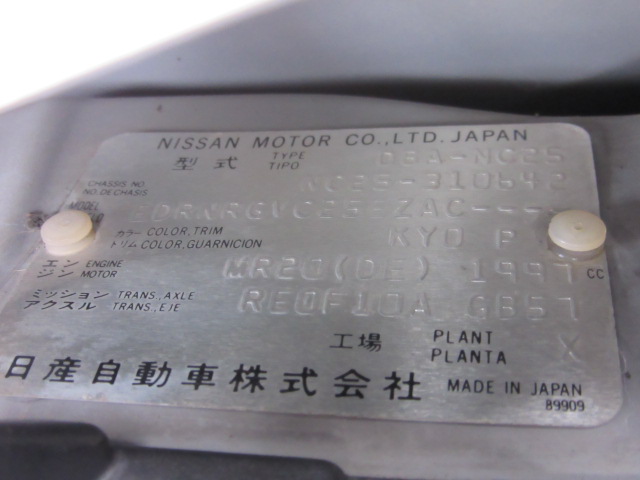 NISSAN MOTOR CO., LTD. JAPAN
型式 TYPE TIPO DBA-NC25
CHASSIS NO. NO. DE CHASIS NC25-310642
MODEL
カラー COLOR, TRIM トリム COLOR, GUARNICION KY0 P
エンジン ENGINE MOTOR MR20(DE) 1997 CC
ミッション アクスル TRANS., AXLE TRANS., EJE RE0F10A GB57
工場 PLANT PLANTA X
日産自動車株式会社 MADE IN JAPAN
89909